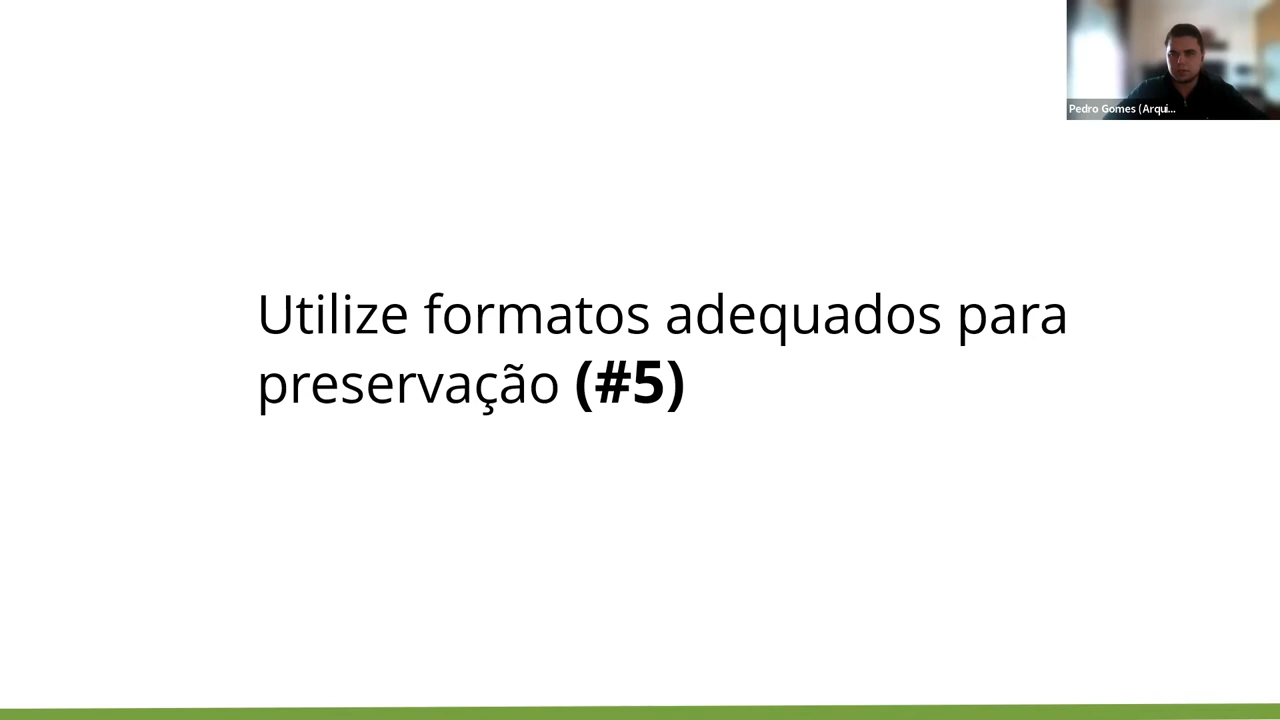 Pedro Gomes (Arqui...
Utilize formatos adequados para
preservação (#5)